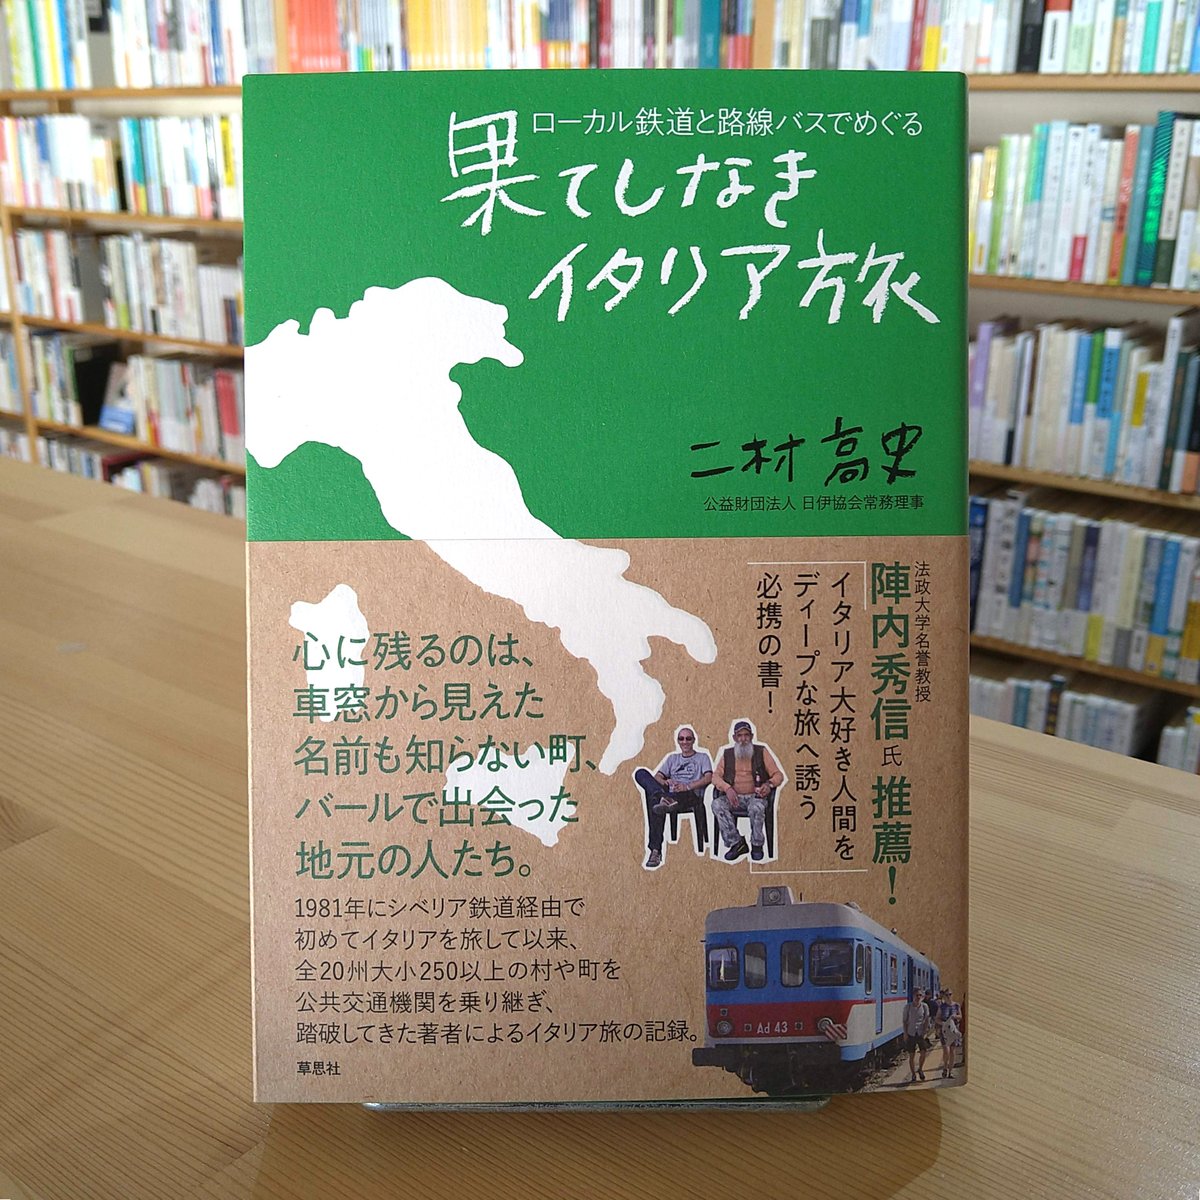 ローカル鉄道と路線バスでめぐる
果てしなき
イタリア旅
二村高史
公益財団法人 日伊協会常務理事
法政大学名誉教授
陣内秀信氏 推薦!
イタリア大好き人間を
ディープな旅へ誘う
必携の書!
心に残るのは、
車窓から見えた
名前も知らない町、
バールで出会った
地元の人たち。
1981年にシベリア鉄道経由で
初めてイタリアを旅して以来、
全20州大小250以上の村や町を
公共交通機関を乗り継ぎ、
踏破してきた著者によるイタリア旅の記録。
Ad 43
草思社